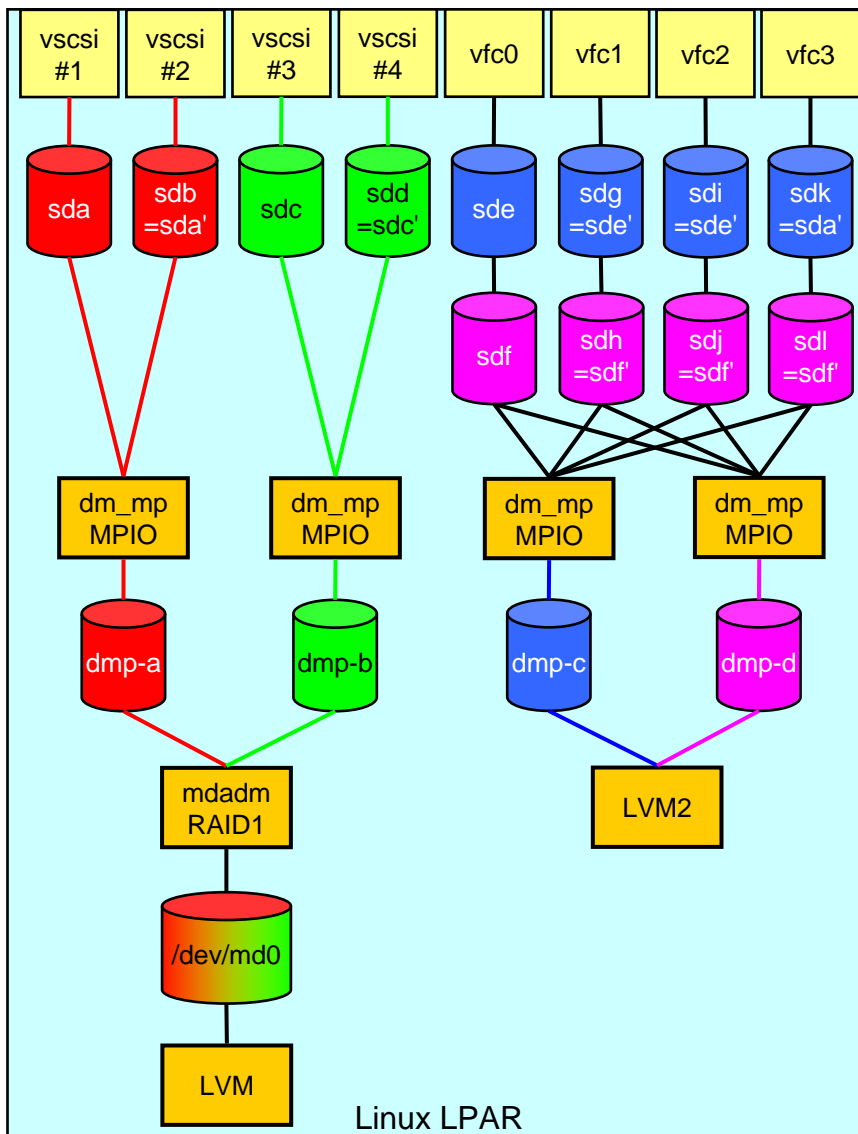 vscsi
#1
vscsi
#2
vscsi
#3
vscsi
#4
vfc0
vfc1
vfc2
vfc3
sda
sdb
=sda'
sdc
sdd
=sdc'
sde
sdg
=sde'
sdi
=sde'
sdk
=sda'
sdf
sdh
=sdf'
sdj
=sdf'
sdl
=sdf'
dm_mp
MPIO
dm_mp
MPIO
dm_mp
MPIO
dm_mp
MPIO
dmp-a
dmp-b
dmp-c
dmp-d
mdadm
RAID1
LVM2
/dev/md0
LVM
Linux LPAR